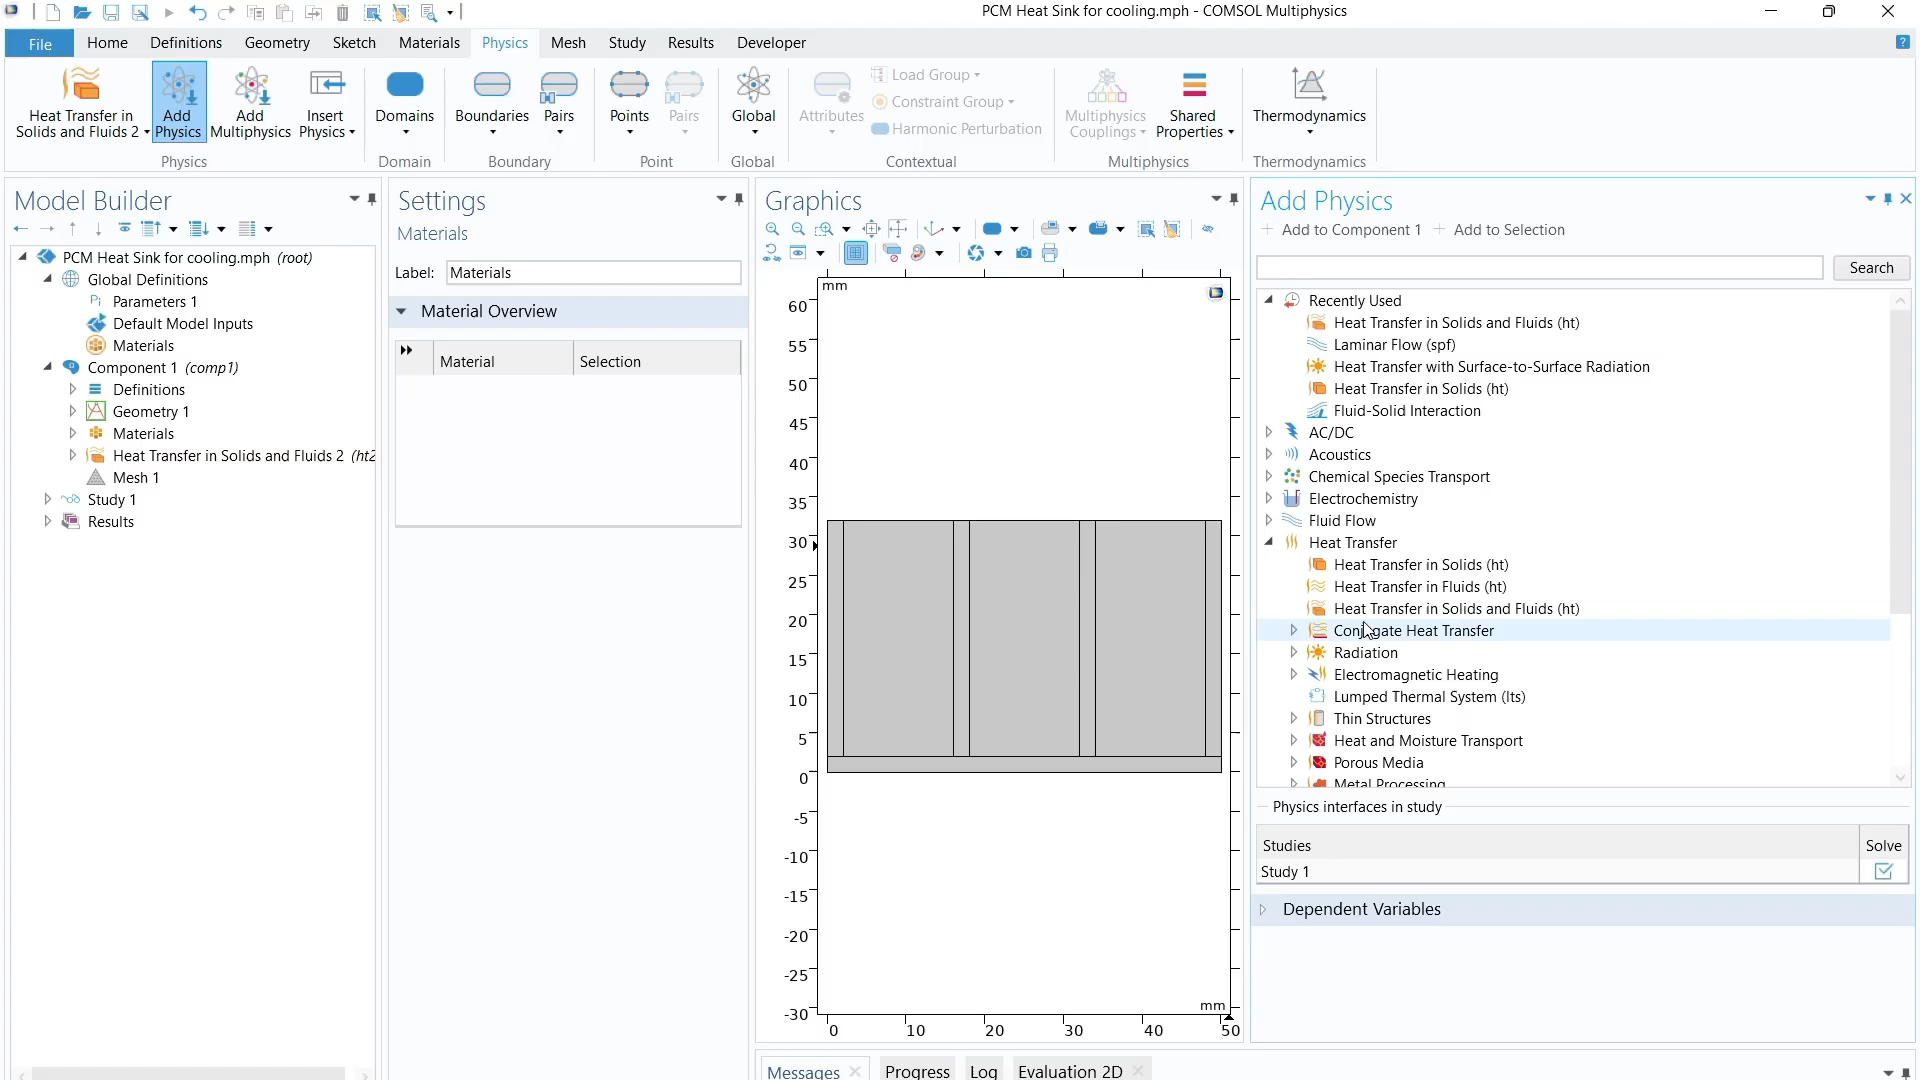 PCM Heat Sink for cooling.mph - COMSOL Multiphysics
File Home Definitions Geometry Sketch Materials Physics Mesh Study Results Developer
Heat Transfer in
Solids and Fluids 2
Add
Physics
Add
Multiphysics
Insert
Physics
Domains
Boundaries
Pairs
Points
Pairs
Global
Attributes
Load Group
Constraint Group
Harmonic Perturbation
Multiphysics
Couplings
Shared
Properties
Thermodynamics
Physics Domain Boundary Point Global Contextual Multiphysics Thermodynamics
Model Builder
PCM Heat Sink for cooling.mph (root)
Global Definitions
Pi Parameters 1
Default Model Inputs
Materials
Component 1 (comp1)
Definitions
Geometry 1
Materials
Heat Transfer in Solids and Fluids 2 (ht2
Mesh 1
Study 1
Results
Settings
Materials
Label: Materials
Material Overview
Material Selection
Graphics
mm
60
55
50
45
40
35
30
25
20
15
10
5
0
-5
-10
-15
-20
-25
-30
mm
0 10 20 30 40 50
Add Physics
+ Add to Component 1 + Add to Selection
Search
Recently Used
Heat Transfer in Solids and Fluids (ht)
Laminar Flow (spf)
Heat Transfer with Surface-to-Surface Radiation
Heat Transfer in Solids (ht)
Fluid-Solid Interaction
AC/DC
Acoustics
Chemical Species Transport
Electrochemistry
Fluid Flow
Heat Transfer
Heat Transfer in Solids (ht)
Heat Transfer in Fluids (ht)
Heat Transfer in Solids and Fluids (ht)
Conjugate Heat Transfer
Radiation
Electromagnetic Heating
Lumped Thermal System (lts)
Thin Structures
Heat and Moisture Transport
Porous Media
Metal Processing
Physics interfaces in study
Studies Solve
Study 1
Dependent Variables
Messages Progress Log Evaluation 2D